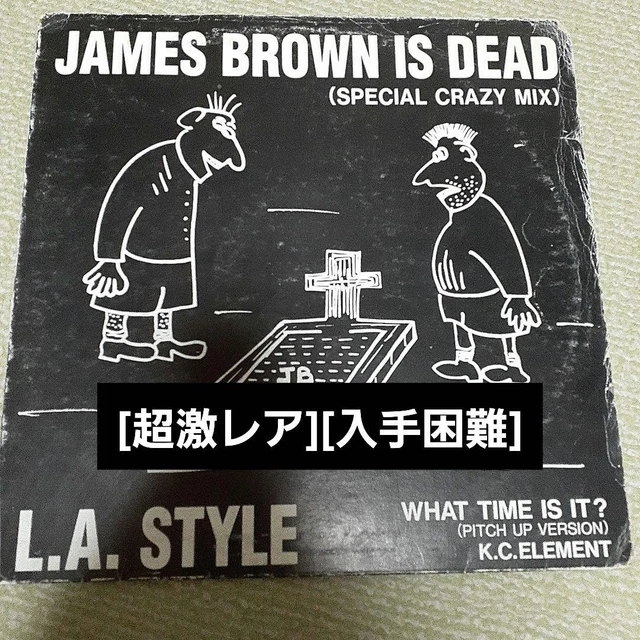 JAMES BROWN IS DEAD
(SPECIAL CRAZY MIX)
JB
[超激レア][入手困難]
L.A. STYLE
WHAT TIME IS IT?
(PITCH UP VERSION)
K.C.ELEMENT